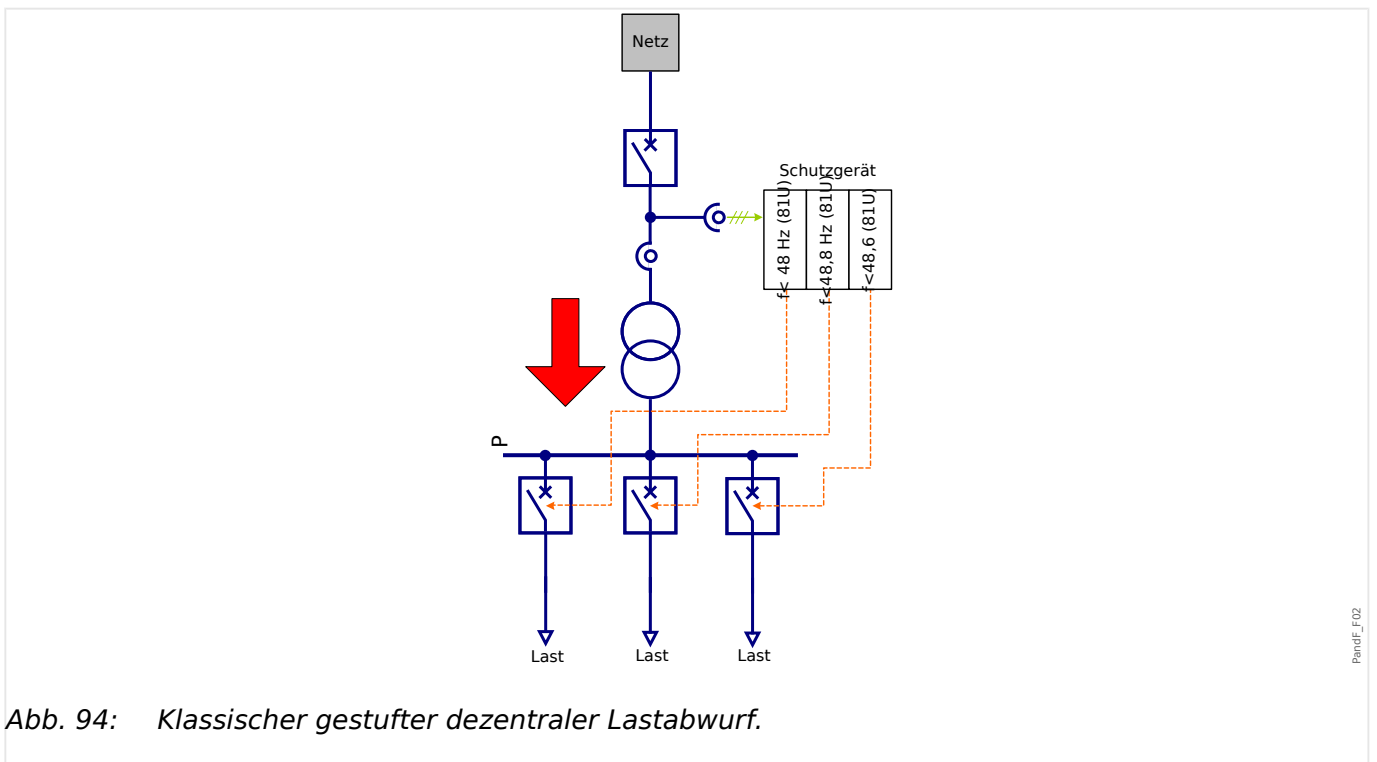 Netz
Schutzgerät
f< 48 Hz (81U)
f<48,8 Hz (81U)
f<48,6 (81U)
P
Last
Last
Last
PandF_F02
Abb. 94: Klassischer gestufter dezentraler Lastabwurf.